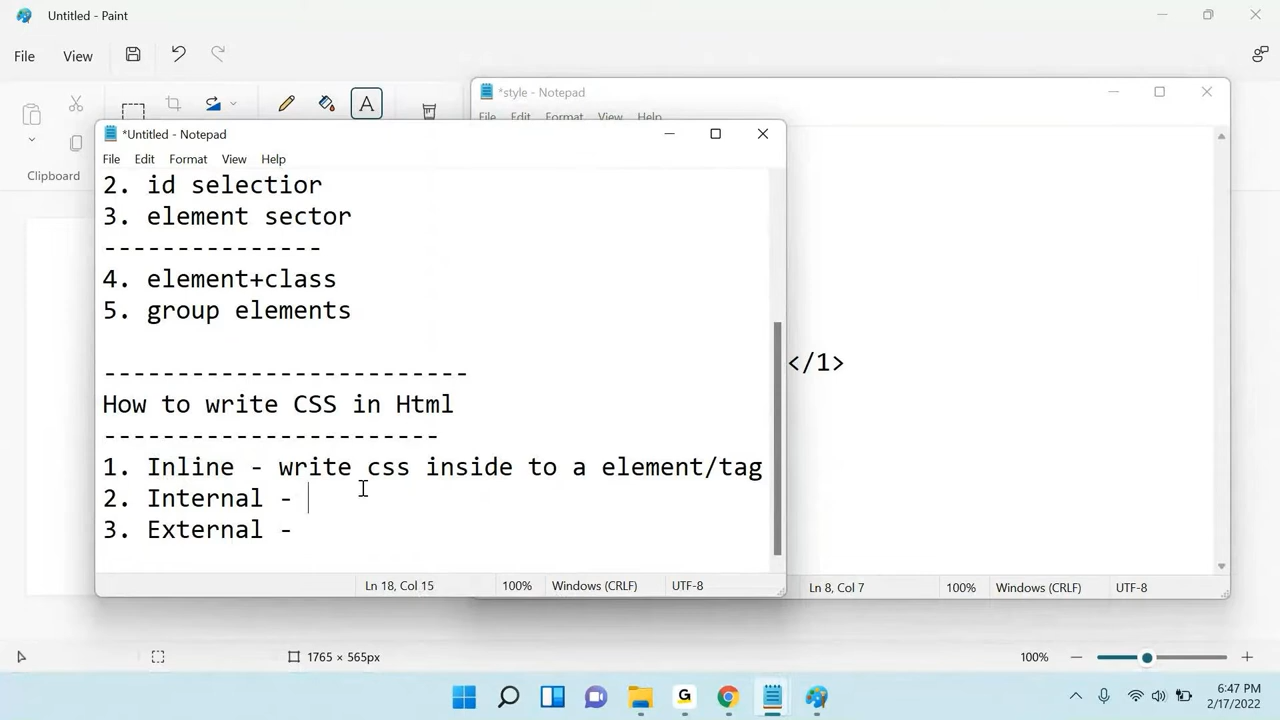 Untitled - Paint
File
View
Clipboard
*style - Notepad
File Edit Format View Help
*Untitled - Notepad
File Edit Format View Help
2. id selectior
3. element sector
---------------
4. element+class
5. group elements
-------------------------
How to write CSS in Html
-----------------------
1. Inline - write css inside to a element/tag
2. Internal -
3. External -
</1>
Ln 18, Col 15
100%
Windows (CRLF)
UTF-8
Ln 8, Col 7
100%
Windows (CRLF)
UTF-8
1765 × 565px
100%
6:47 PM
2/17/2022